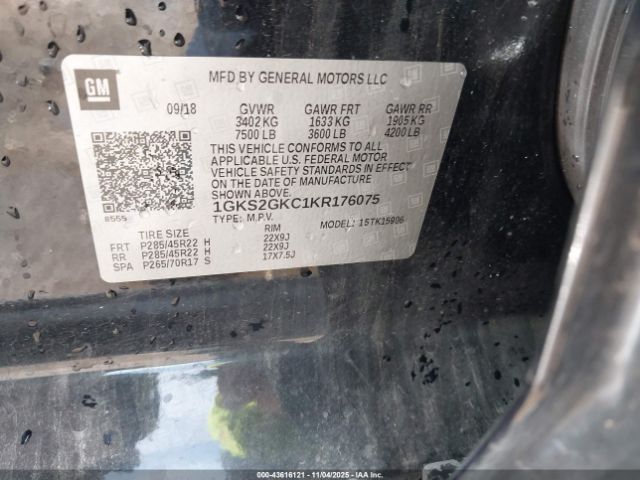 GM
MFD BY GENERAL MOTORS LLC
09/18 GVWR GAWR FRT GAWR RR
3402 KG 1633 KG 1905 KG
7500 LB 3600 LB 4200 LB
THIS VEHICLE CONFORMS TO ALL
APPLICABLE U.S. FEDERAL MOTOR
VEHICLE SAFETY STANDARDS IN EFFECT
ON THE DATE OF MANUFACTURE
SHOWN ABOVE.
1GKS2GKC1KR176075
8555 TYPE: M.P.V. MODEL: 15TK15906
TIRE SIZE RIM
FRT P285/45R22 H 22X9J
RR P285/45R22 H 22X9J
SPA P265/70R17 S 17X7.5J
000-43616121 - 11/04/2025 - IAAI Inc.